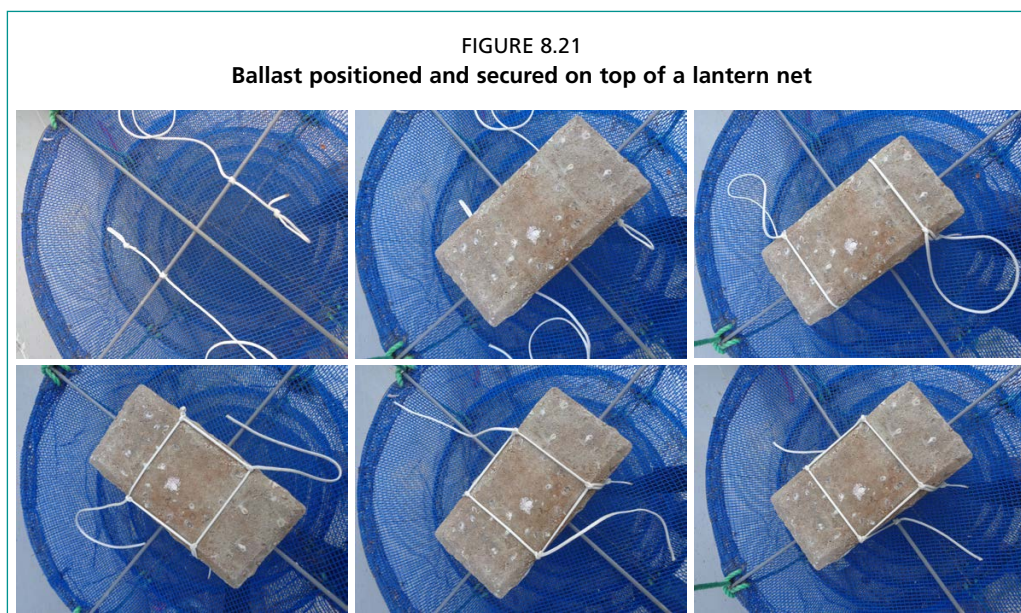 FIGURE 8.21
Ballast positioned and secured on top of a lantern net